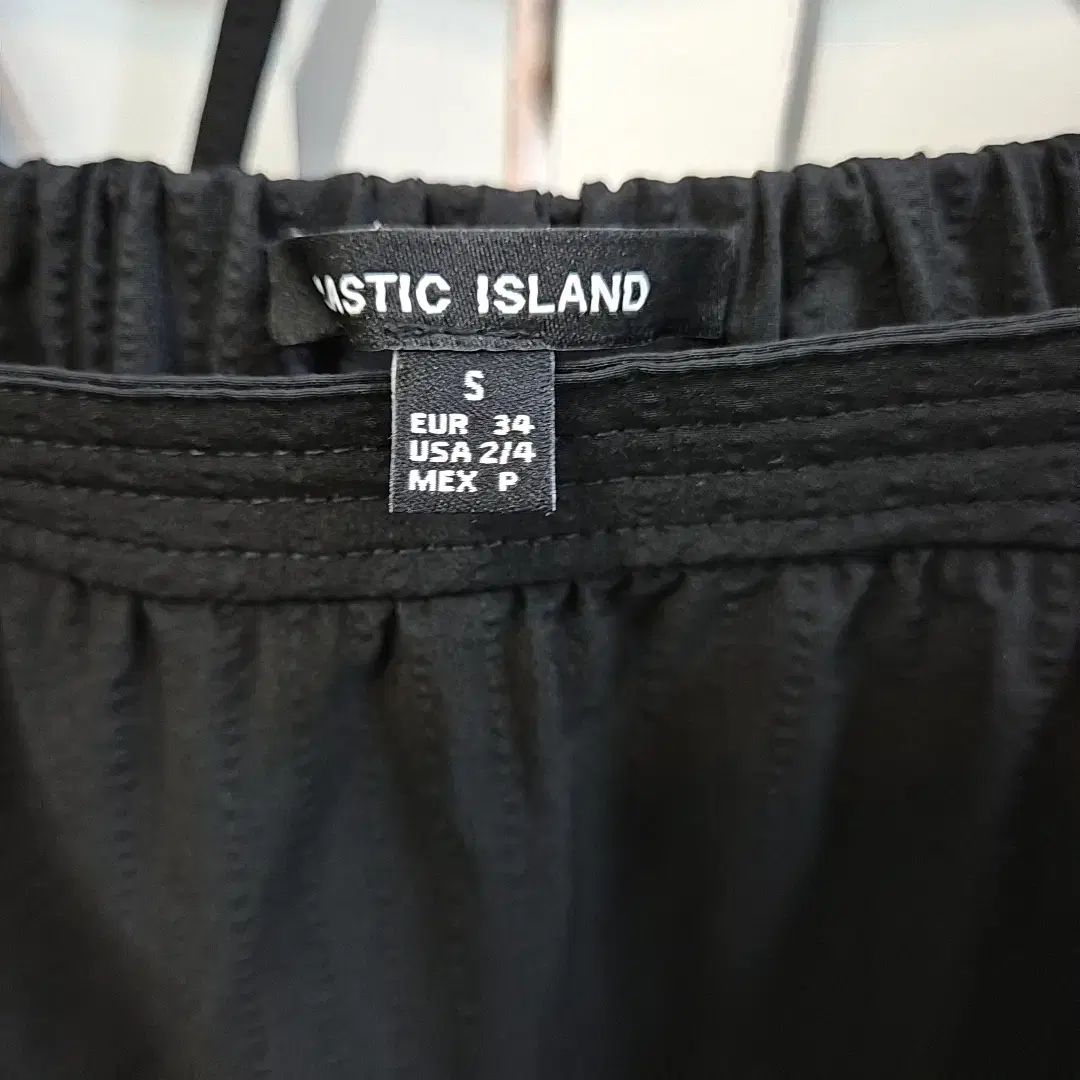 ASTIC ISLAND
S
EUR 34
USA 2/4
MEX P